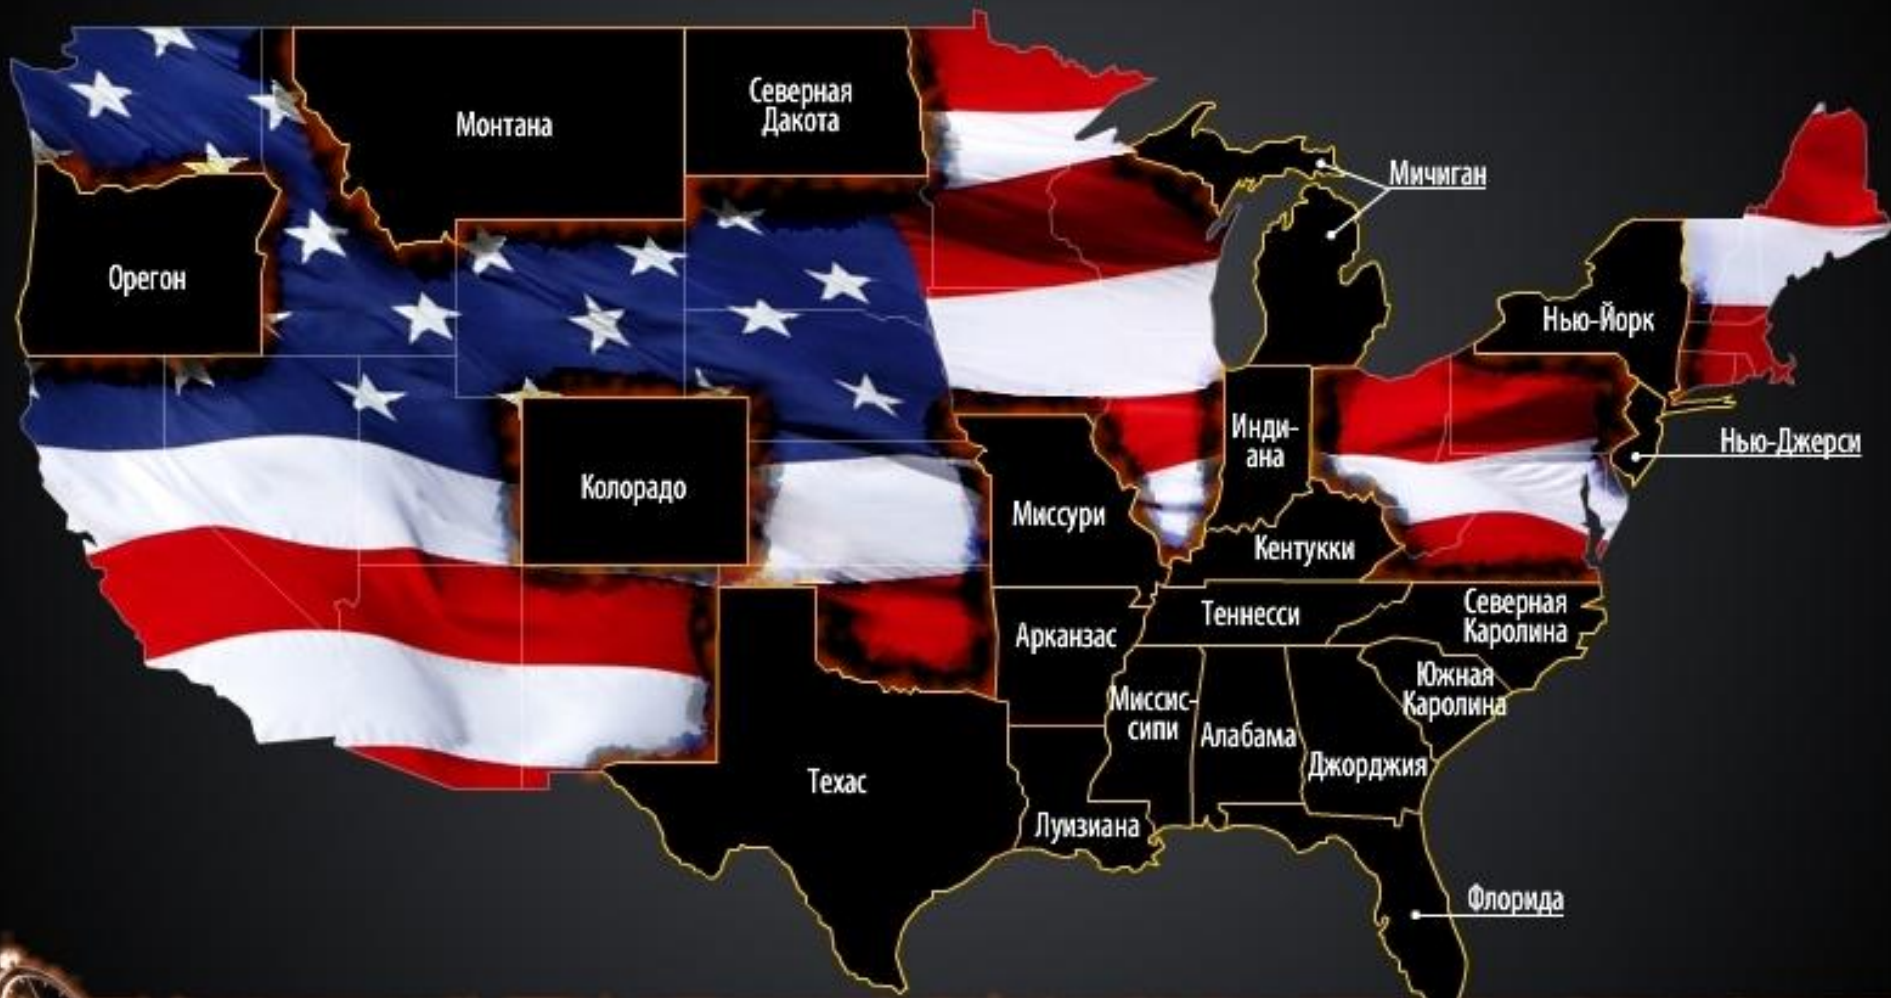 Монтана
Северная
Дакота
Мичиган
Орегон
Нью-Йорк
Инди-
ана
Нью-Джерси
Колорадо
Миссури
Кентукки
Теннесси
Северная
Каролина
Арканзас
Южная
Каролина
Миссис-
сипи
Алабама
Джорджия
Техас
Луизиана
Флорида